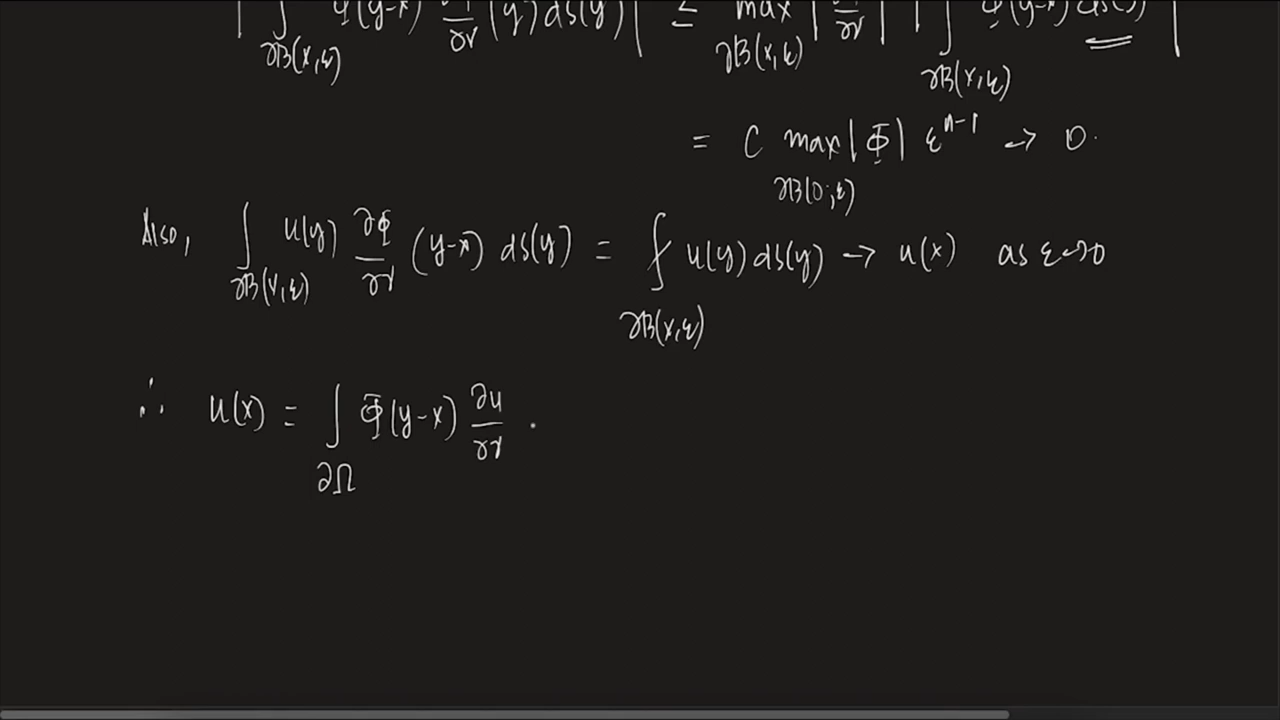 | ∫_{∂B(x,ε)} Φ(y-x) ∂u/∂γ (y) ds(y) | ≤ max_{∂B(x,ε)} | ∂u/∂γ | | ∫_{∂B(x,ε)} Φ(y-x) ds(y) |
= C max_{∂B(0,ε)} |Φ| ε^{n-1} → 0.
Also, ∫_{∂B(x,ε)} u(y) ∂Φ/∂γ (y-x) ds(y) = ⨍_{∂B(x,ε)} u(y) ds(y) → u(x) as ε→0
∴ u(x) = ∫_{∂Ω} Φ(y-x) ∂u/∂γ